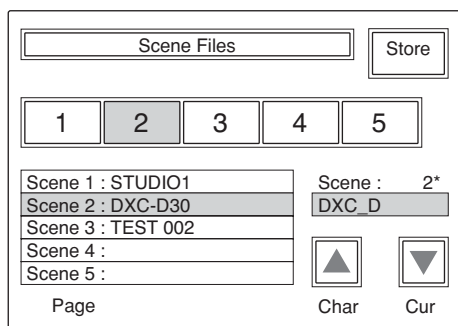 Scene Files
Store
1 2 3 4 5
Scene 1 : STUDIO1
Scene 2 : DXC-D30
Scene 3 : TEST 002
Scene 4 :
Scene 5 :
Scene : 2*
DXC_D
Page
Char Cur